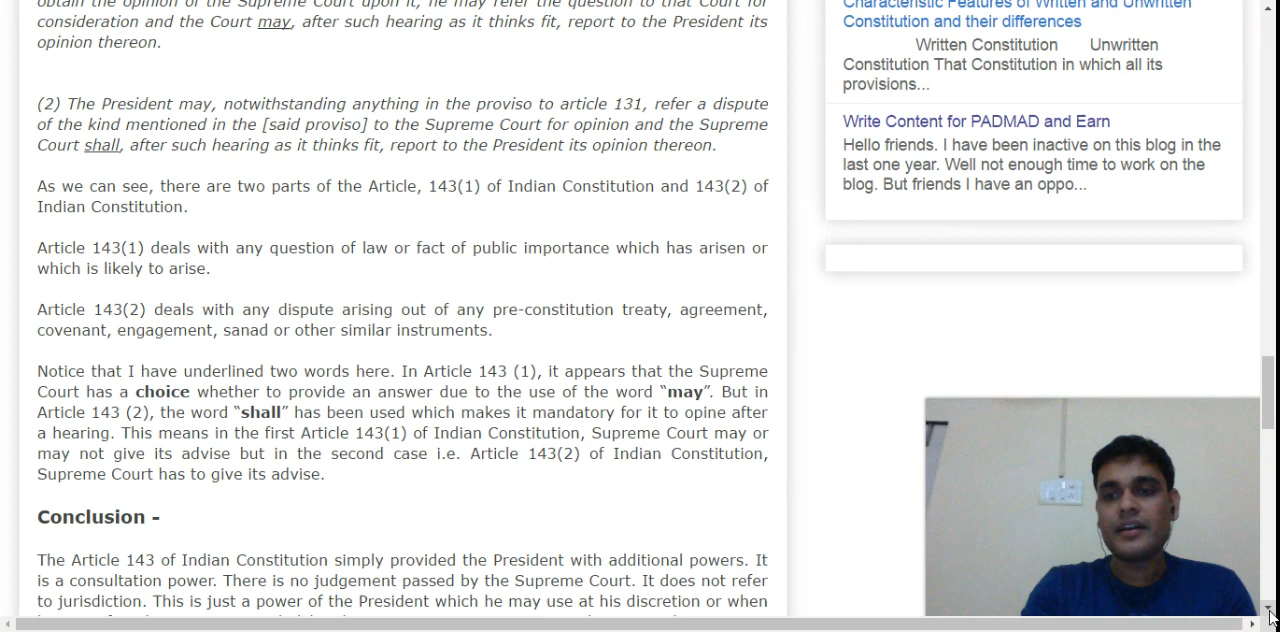 obtain the opinion of the Supreme Court upon it, he may refer the question to that Court for
consideration and the Court may, after such hearing as it thinks fit, report to the President its
opinion thereon.
(2) The President may, notwithstanding anything in the proviso to article 131, refer a dispute
of the kind mentioned in the [said proviso] to the Supreme Court for opinion and the Supreme
Court shall, after such hearing as it thinks fit, report to the President its opinion thereon.
As we can see, there are two parts of the Article, 143(1) of Indian Constitution and 143(2) of
Indian Constitution.
Article 143(1) deals with any question of law or fact of public importance which has arisen or
which is likely to arise.
Article 143(2) deals with any dispute arising out of any pre-constitution treaty, agreement,
covenant, engagement, sanad or other similar instruments.
Notice that I have underlined two words here. In Article 143 (1), it appears that the Supreme
Court has a choice whether to provide an answer due to the use of the word “may”. But in
Article 143 (2), the word “shall” has been used which makes it mandatory for it to opine after
a hearing. This means in the first Article 143(1) of Indian Constitution, Supreme Court may or
may not give its advise but in the second case i.e. Article 143(2) of Indian Constitution,
Supreme Court has to give its advise.
Conclusion -
The Article 143 of Indian Constitution simply provided the President with additional powers. It
is a consultation power. There is no judgement passed by the Supreme Court. It does not refer
to jurisdiction. This is just a power of the President which he may use at his discretion or when
Characteristic Features of Written and Unwritten
Constitution and their differences
Written Constitution Unwritten
Constitution That Constitution in which all its
provisions...
Write Content for PADMAD and Earn
Hello friends. I have been inactive on this blog in the
last one year. Well not enough time to work on the
blog. But friends I have an oppo...